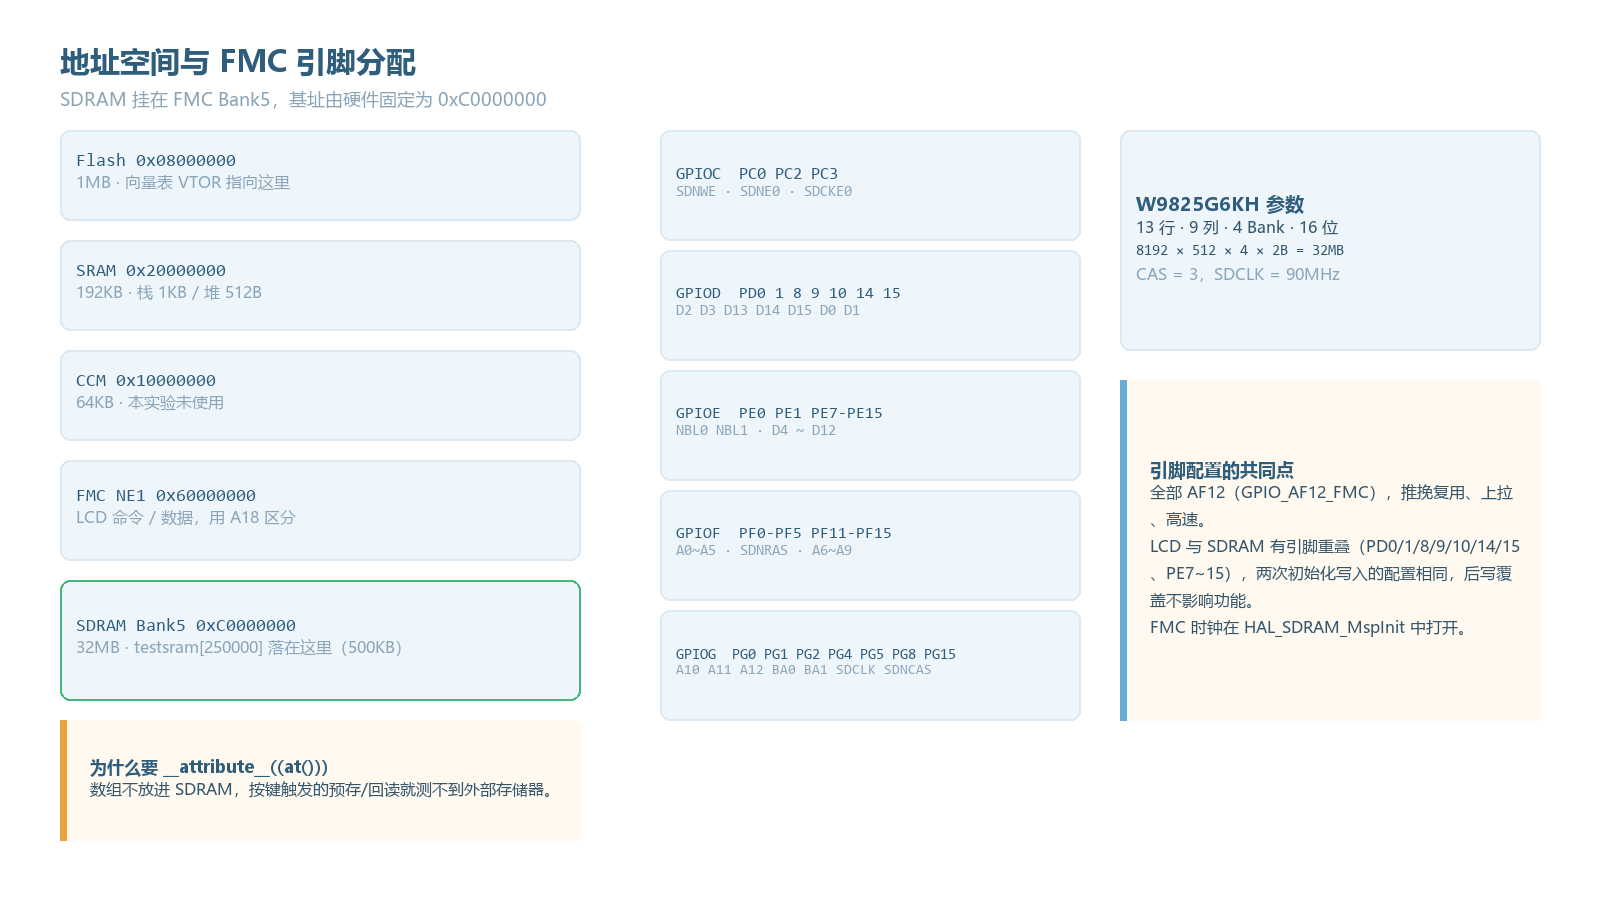 地址空间与 FMC 引脚分配
SDRAM 挂在 FMC Bank5，基址由硬件固定为 0xC0000000
Flash 0x08000000
1MB · 向量表 VTOR 指向这里
SRAM 0x20000000
192KB · 栈 1KB / 堆 512B
CCM 0x10000000
64KB · 本实验未使用
FMC NE1 0x60000000
LCD 命令 / 数据，用 A18 区分
SDRAM Bank5 0xC0000000
32MB · testsram[250000] 落在这里（500KB）
为什么要 __attribute__((at()))
数组不放进 SDRAM，按键触发的预存/回读就测不到外部存储器。
GPIOC  PC0 PC2 PC3
SDNWE · SDNE0 · SDCKE0
GPIOD  PD0 1 8 9 10 14 15
D2 D3 D13 D14 D15 D0 D1
GPIOE  PE0 PE1 PE7-PE15
NBL0 NBL1 · D4 ~ D12
GPIOF  PF0-PF5 PF11-PF15
A0~A5 · SDNRAS · A6~A9
GPIOG  PG0 PG1 PG2 PG4 PG5 PG8 PG15
A10 A11 A12 BA0 BA1 SDCLK SDNCAS
W9825G6KH 参数
13 行 · 9 列 · 4 Bank · 16 位
8192 × 512 × 4 × 2B = 32MB
CAS = 3，SDCLK = 90MHz
引脚配置的共同点
全部 AF12（GPIO_AF12_FMC），推挽复用、上拉
、高速。
LCD 与 SDRAM 有引脚重叠（PD0/1/8/9/10/14/15
、PE7~15），两次初始化写入的配置相同，后写覆
盖不影响功能。
FMC 时钟在 HAL_SDRAM_MspInit 中打开。